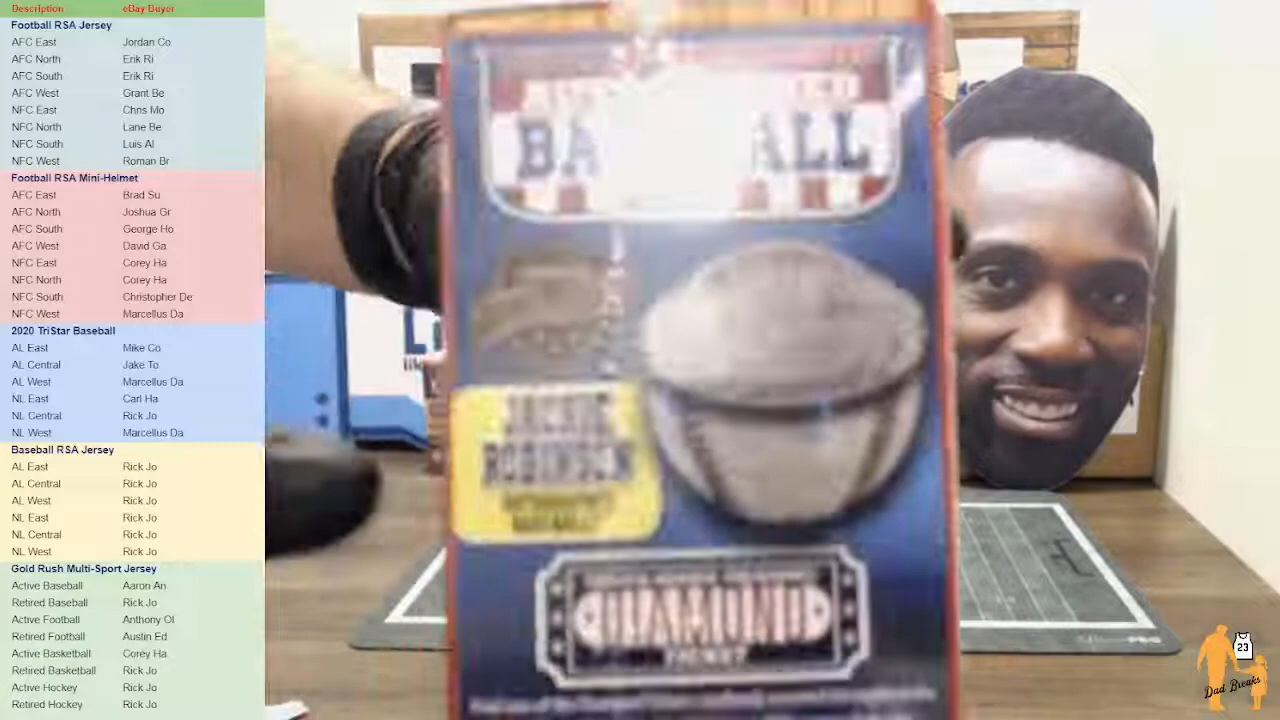 Description eBay Buyer
Football RSA Jersey
AFC East Jordan Co
AFC North Erik Ri
AFC South Erik Ri
AFC West Grant Be
NFC East Chris Mo
NFC North Lane Be
NFC South Luis Al
NFC West Roman Br
Football RSA Mini-Helmet
AFC East Brad Su
AFC North Joshua Gr
AFC South George Ho
AFC West David Ga
NFC East Corey Ha
NFC North Corey Ha
NFC South Christopher De
NFC West Marcellus Da
2020 TriStar Baseball
AL East Mike Co
AL Central Jake To
AL West Marcellus Da
NL East Carl Ha
NL Central Rick Jo
NL West Marcellus Da
Baseball RSA Jersey
AL East Rick Jo
AL Central Rick Jo
AL West Rick Jo
NL East Rick Jo
NL Central Rick Jo
NL West Rick Jo
Gold Rush Multi-Sport Jersey
Active Baseball Aaron An
Retired Baseball Rick Jo
Active Football Anthony Ol
Retired Football Austin Ed
Active Basketball Corey Ha
Retired Basketball Rick Jo
Active Hockey Rick Jo
Retired Hockey Rick Jo
BA ALL
JACKIE
ROBINSON
DIAMOND
23
Dad Breaks